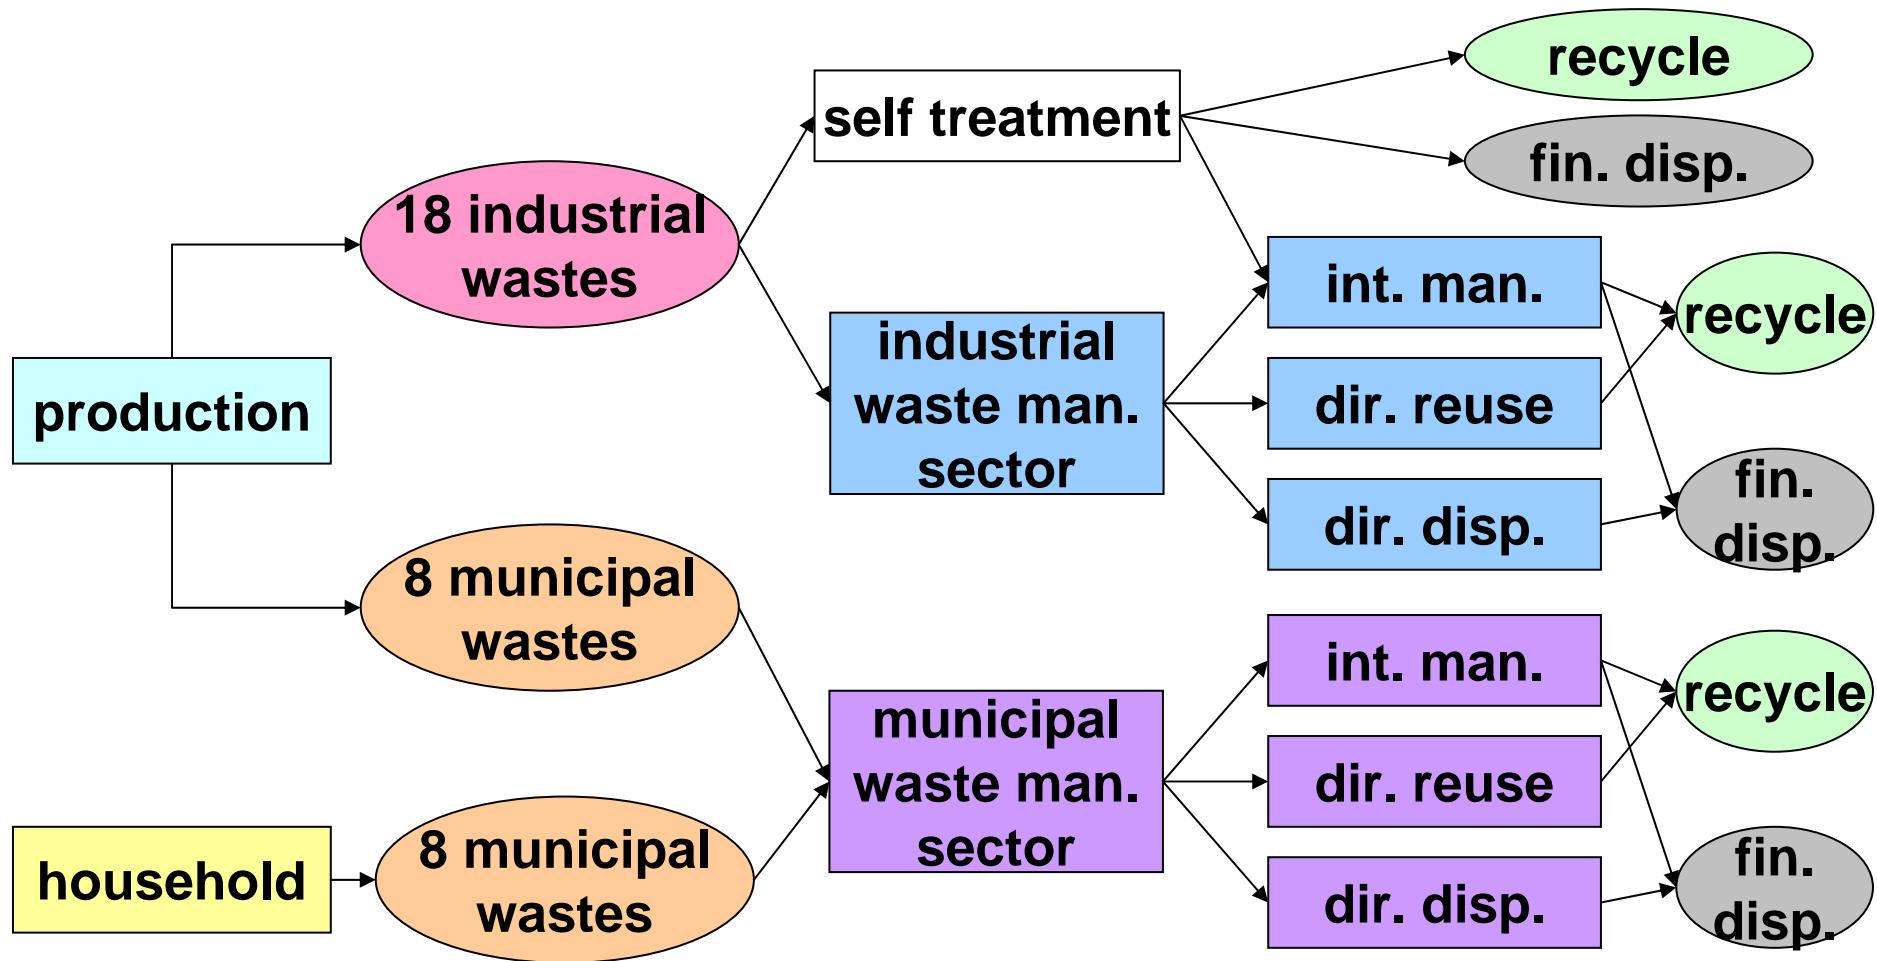 recycle
self treatment
fin. disp.
18 industrial
wastes
int. man.
recycle
industrial
waste man.
sector
production
dir. reuse
fin.
disp.
dir. disp.
8 municipal
wastes
int. man.
recycle
municipal
waste man.
sector
dir. reuse
household
8 municipal
wastes
fin.
disp.
dir. disp.